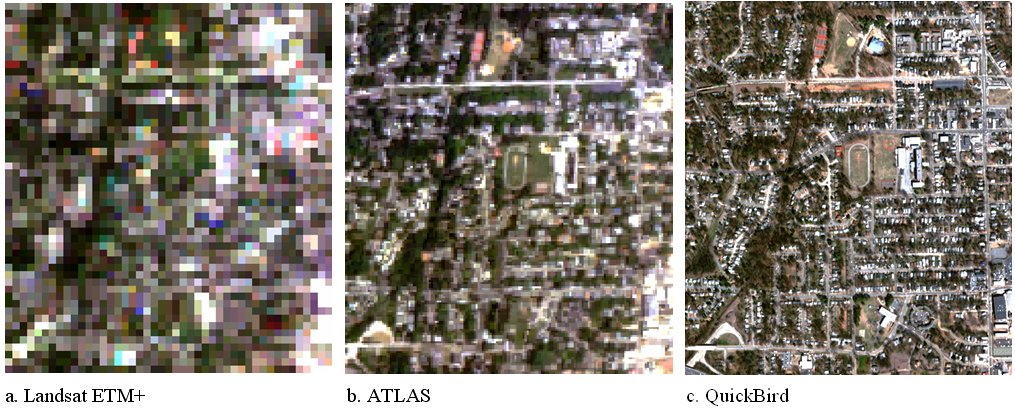 a. Landsat ETM+
b. ATLAS
c. QuickBird